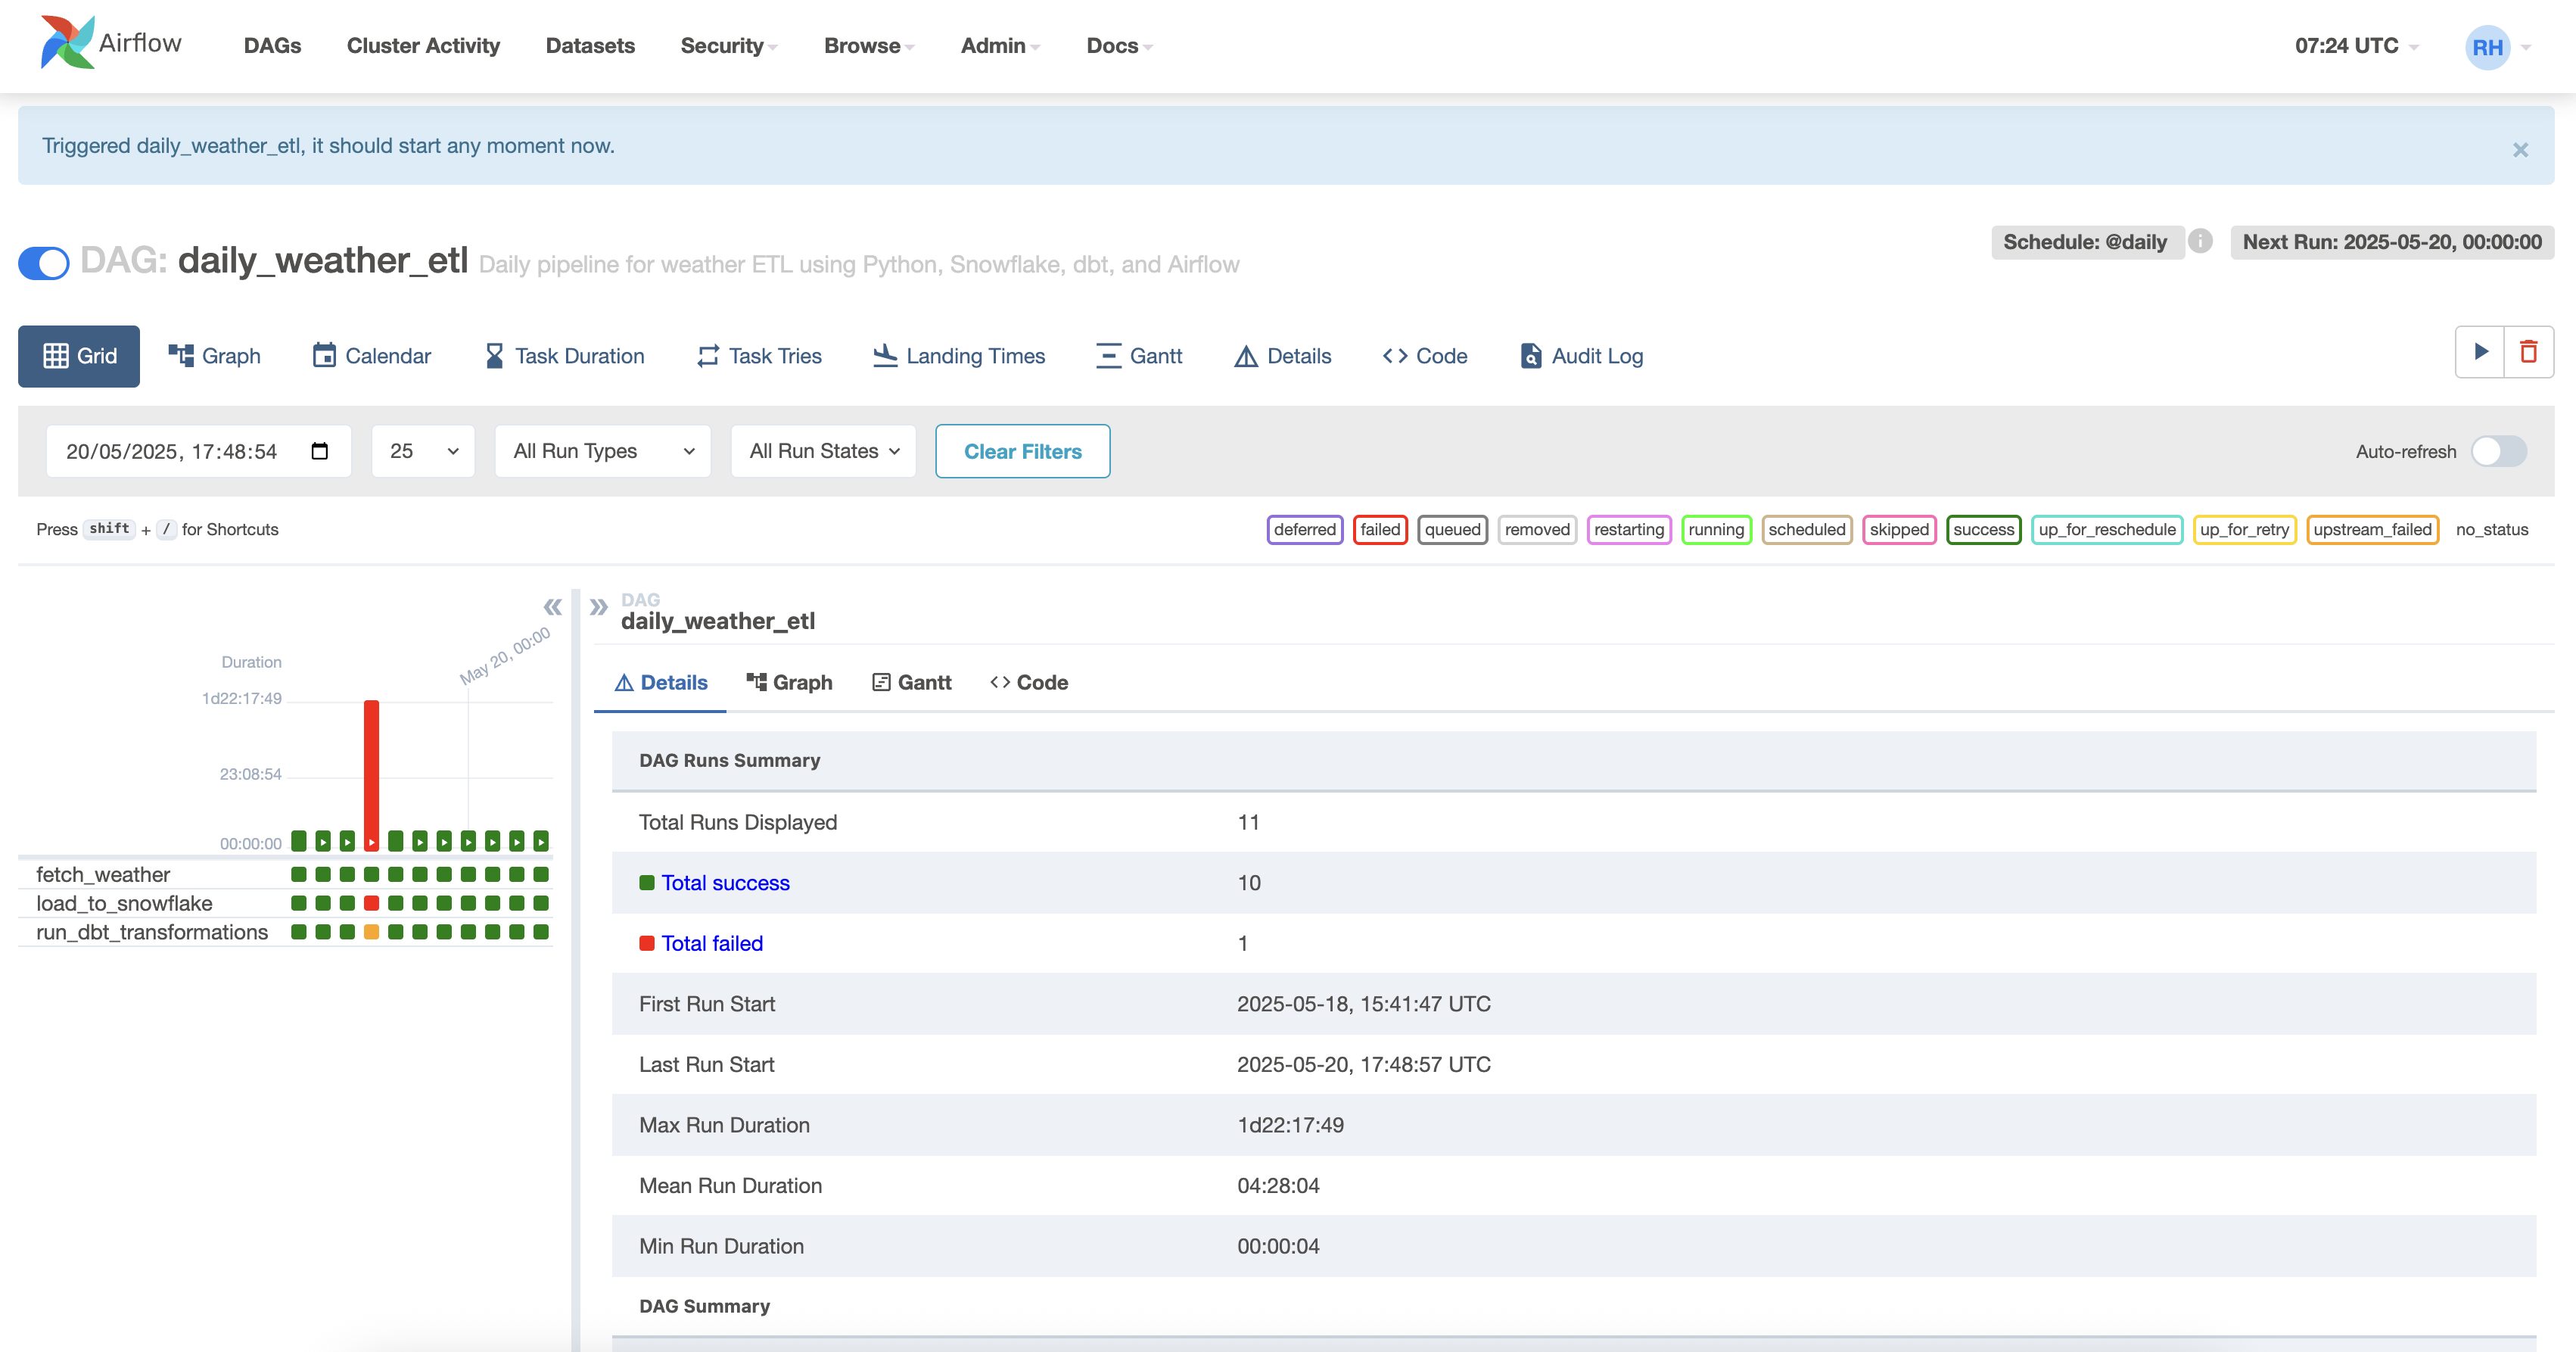 Airflow DAGs Cluster Activity Datasets Security Browse Admin Docs 07:24 UTC RH
Triggered daily_weather_etl, it should start any moment now. ×
DAG: daily_weather_etl Daily pipeline for weather ETL using Python, Snowflake, dbt, and Airflow
Schedule: @daily i Next Run: 2025-05-20, 00:00:00
Grid Graph Calendar Task Duration Task Tries Landing Times Gantt Details Code Audit Log
20/05/2025, 17:48:54 25 All Run Types All Run States Clear Filters Auto-refresh
Press shift + / for Shortcuts
deferred failed queued removed restarting running scheduled skipped success up_for_reschedule up_for_retry upstream_failed no_status
May 20, 00:00
Duration
1d22:17:49
23:08:54
00:00:00
fetch_weather
load_to_snowflake
run_dbt_transformations
DAG
daily_weather_etl
Details Graph Gantt Code
DAG Runs Summary
Total Runs Displayed 11
Total success 10
Total failed 1
First Run Start 2025-05-18, 15:41:47 UTC
Last Run Start 2025-05-20, 17:48:57 UTC
Max Run Duration 1d22:17:49
Mean Run Duration 04:28:04
Min Run Duration 00:00:04
DAG Summary